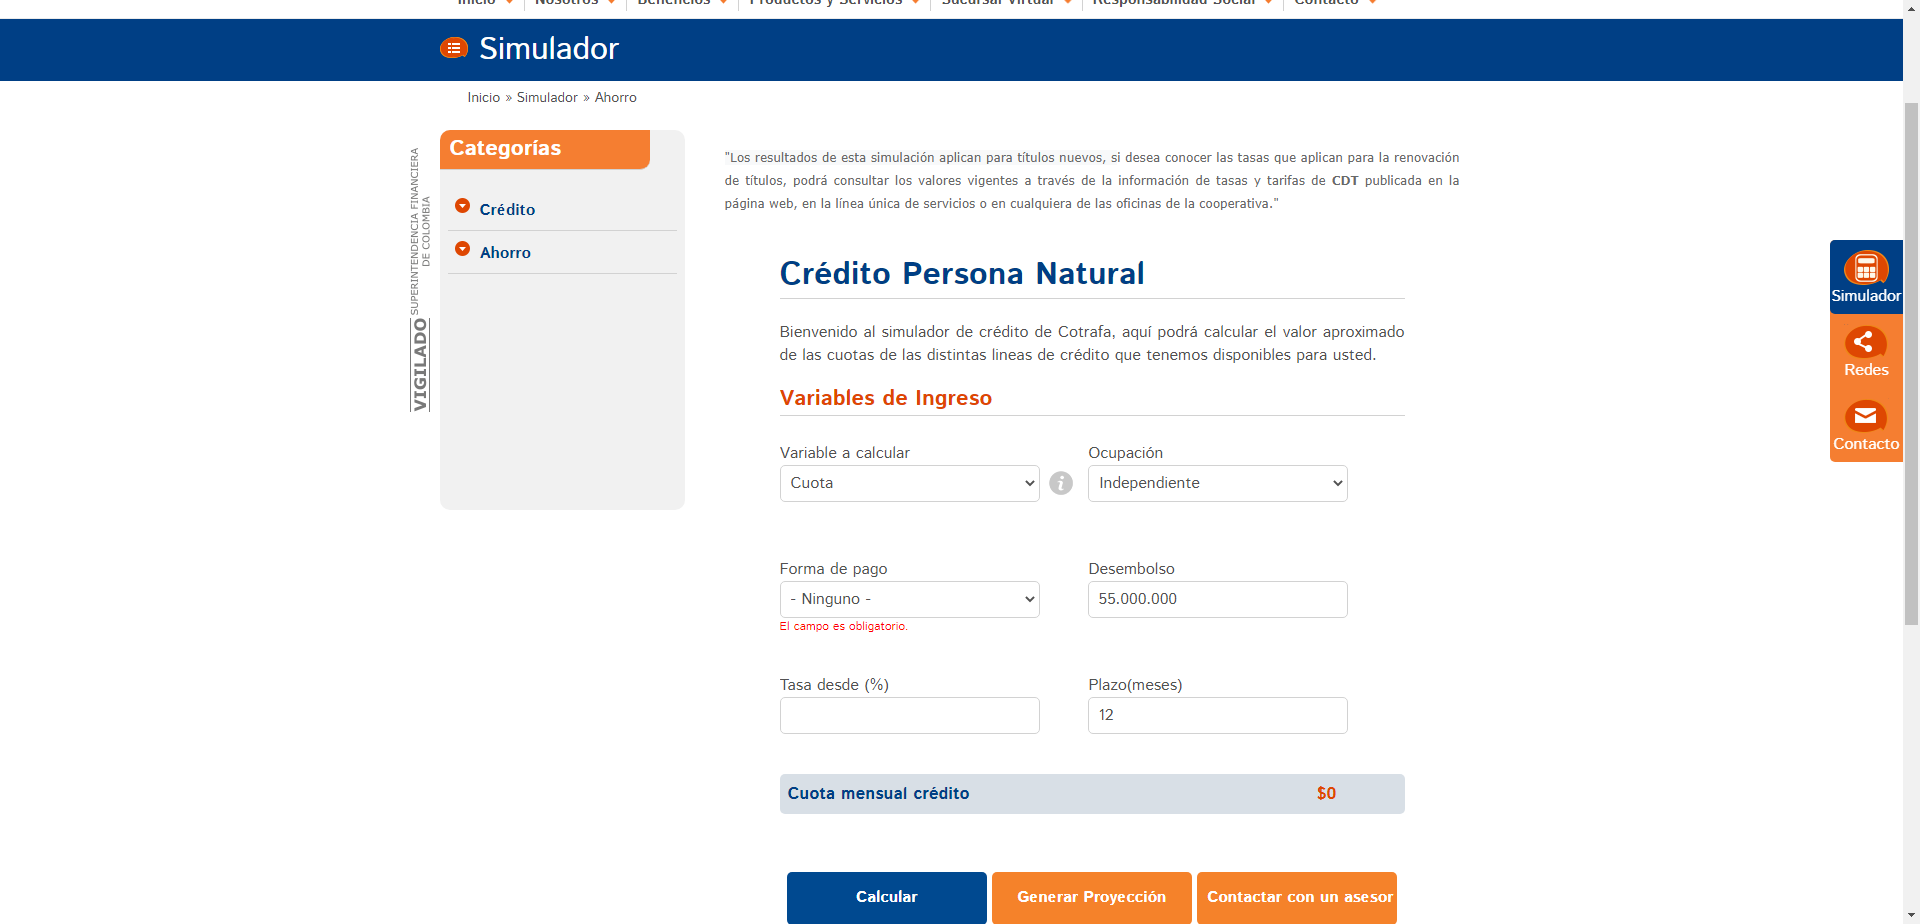 Inicio
Nosotros
Beneficios
Productos y Servicios
Sucursal Virtual
Responsabilidad Social
Contacto
Simulador
Inicio » Simulador » Ahorro
Categorías
Crédito
Ahorro
VIGILADO SUPERINTENDENCIA FINANCIERA
DE COLOMBIA
"Los resultados de esta simulación aplican para títulos nuevos, si desea conocer las tasas que aplican para la renovación
de títulos, podrá consultar los valores vigentes a través de la información de tasas y tarifas de CDT publicada en la
página web, en la línea única de servicios o en cualquiera de las oficinas de la cooperativa."
Crédito Persona Natural
Bienvenido al simulador de crédito de Cotrafa, aquí podrá calcular el valor aproximado
de las cuotas de las distintas lineas de crédito que tenemos disponibles para usted.
Variables de Ingreso
Variable a calcular
Cuota
Ocupación
Independiente
Forma de pago
- Ninguno -
El campo es obligatorio.
Desembolso
55.000.000
Tasa desde (%)
Plazo(meses)
12
Cuota mensual crédito $0
Calcular
Generar Proyección
Contactar con un asesor
Simulador
Redes
Contacto